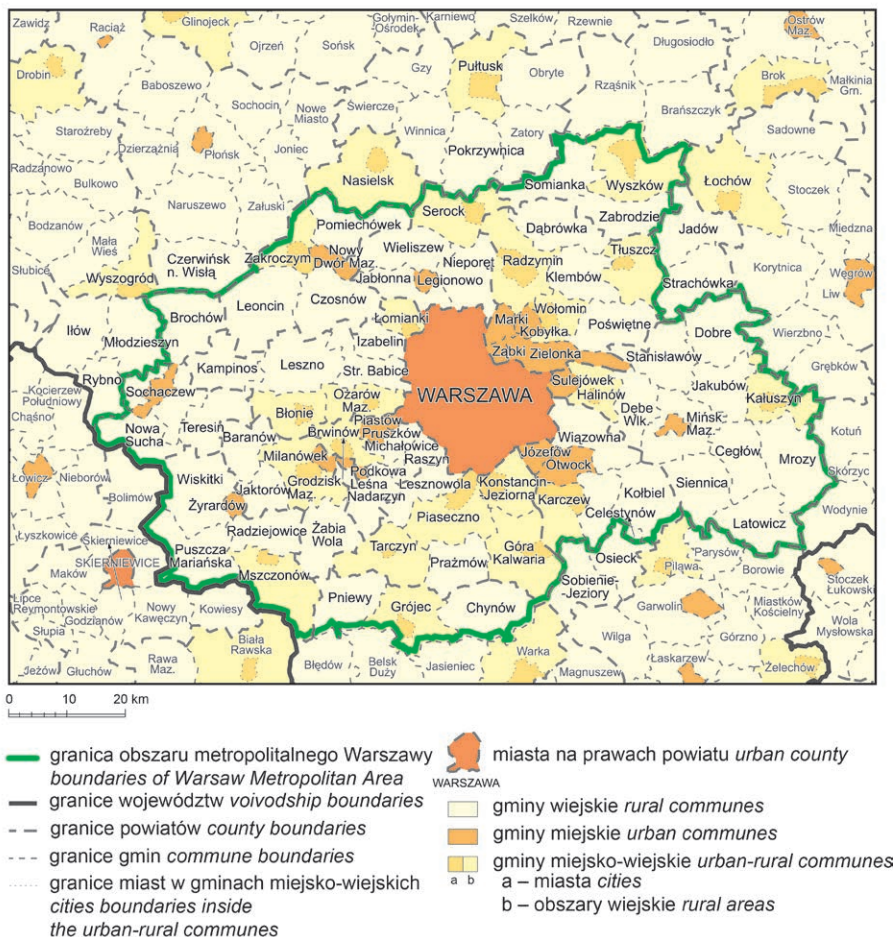 Zawidz
Raciąż
Glinojeck
Gołymin-
Ośrodek
Karniewo
Szelków
Rzewnie
Ostrów
Maz.
Ojrzeń
Sońsk
Długosiodło
Drobin
Baboszewo
Gzy
Pułtusk
Obryte
Rząśnik
Brok
Małkinia
Grn.
Sochocin
Nowe
Miasto
Świercze
Brańszczyk
Staroźreby
Dzierzążnia
Płońsk
Joniec
Winnica
Zatory
Sadowne
Radzanowo
Pokrzywnica
Bulkowo
Nasielsk
Somianka
Wyszków
Łochów
Stoczek
Naruszewo
Załuski
Serock
Zabrodzie
Bodzanów
Pomiechówek
Dąbrówka
Jadów
Miedzna
Mała
Wieś
Czerwińsk
n. Wisłą
Zakroczym
Nowy
Dwór Maz.
Wieliszew
Nieporęt
Radzymin
Tłuszcz
Korytnica
Węgrów
Słubice
Wyszogród
Jabłonna
Legionowo
Klembów
Strachówka
Liw
Leoncin
Czosnów
Iłów
Brochów
Łomianki
Marki
Wołomin
Kobyłka
Poświętne
Dobre
Wierzbno
Młodzieszyn
Izabelin
Ząbki
Zielonka
Stanisławów
Grębków
Rybno
Kampinos
Leszno
Str. Babice
WARSZAWA
Sulejówek
Jakubów
Kocierzew
Południowy
Sochaczew
Ożarów
Maz.
Halinów
Kałuszyn
Chąśno
Błonie
Piastów
Dębe
Wlk.
Mińsk
Maz.
Kotuń
Nowa
Sucha
Teresin
Baranów
Brwinów
Pruszków
Michałowice
Wiązowna
Cegłów
Mrozy
Milanówek
Raszyn
Józefów
Otwock
Skórzec
Łowicz
Nieborów
Wiskitki
Grodzisk
Maz.
Podkowa
Leśna
Nadarzyn
Lesznowola
Konstancin-
Jeziorna
Siennica
Bolimów
Jaktorów
Karczew
Kołbiel
Wodynie
Żyrardów
Piaseczno
Celestynów
Latowicz
Łyszkowice
Skierniewice
Radziejowice
Żabia
Wola
SKIERNIEWICE
Puszcza
Mariańska
Tarczyn
Góra
Kalwaria
Osieck
Parysów
Maków
Mszczonów
Prażmów
Sobienie-
Jeziory
Pilawa
Borowie
Stoczek
Łukowski
Lipce
Reymontowskie
Godzianów
Nowy
Kawęczyn
Kowiesy
Pniewy
Chynów
Garwolin
Miastków
Kościelny
Słupia
Grójec
Wola
Mysłowska
Biała
Rawska
Wilga
Górzno
Jeżów
Głuchów
Rawa
Maz.
Błędów
Belsk
Duży
Jasieniec
Warka
Magnuszew
Łaskarzew
Żelechów
0 10 20 km
granica obszaru metropolitalnego Warszawy
boundaries of Warsaw Metropolitan Area
granice województw voivodship boundaries
granice powiatów county boundaries
granice gmin commune boundaries
granice miast w gminach miejsko-wiejskich
cities boundaries inside
the urban-rural communes
miasta na prawach powiatu urban county
WARSZAWA
gminy wiejskie rural communes
gminy miejskie urban communes
gminy miejsko-wiejskie urban-rural communes
a b
a – miasta cities
b – obszary wiejskie rural areas